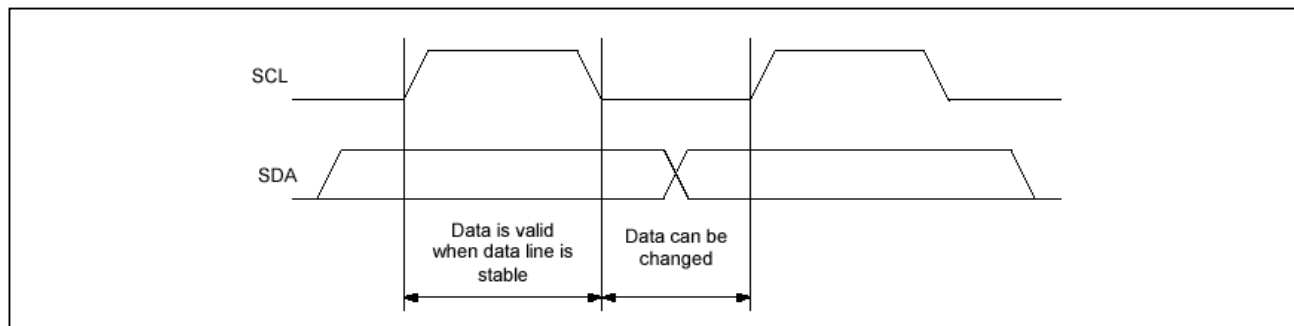 SCL
SDA
Data is valid
when data line is
stable
Data can be
changed